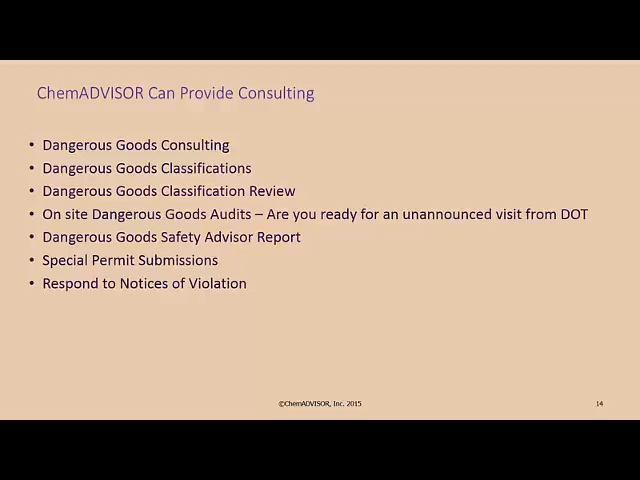 ChemADVISOR Can Provide Consulting
• Dangerous Goods Consulting
• Dangerous Goods Classifications
• Dangerous Goods Classification Review
• On site Dangerous Goods Audits – Are you ready for an unannounced visit from DOT
• Dangerous Goods Safety Advisor Report
• Special Permit Submissions
• Respond to Notices of Violation
©ChemADVISOR, Inc. 2015
14